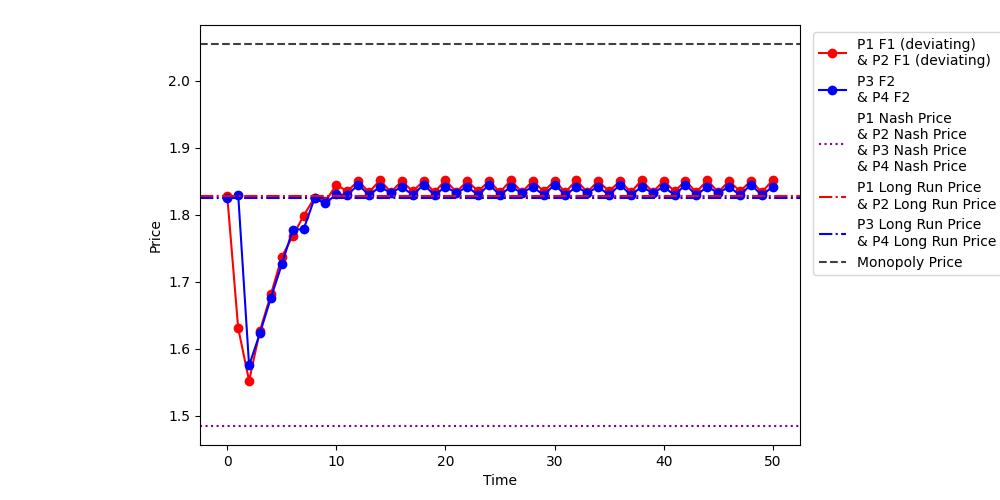 2.0
1.9
1.8
1.7
1.6
1.5
Price
0
10
20
30
40
50
Time
P1 F1 (deviating)
& P2 F1 (deviating)
P3 F2
& P4 F2
P1 Nash Price
& P2 Nash Price
& P3 Nash Price
& P4 Nash Price
P1 Long Run Price
& P2 Long Run Price
P3 Long Run Price
& P4 Long Run Price
Monopoly Price